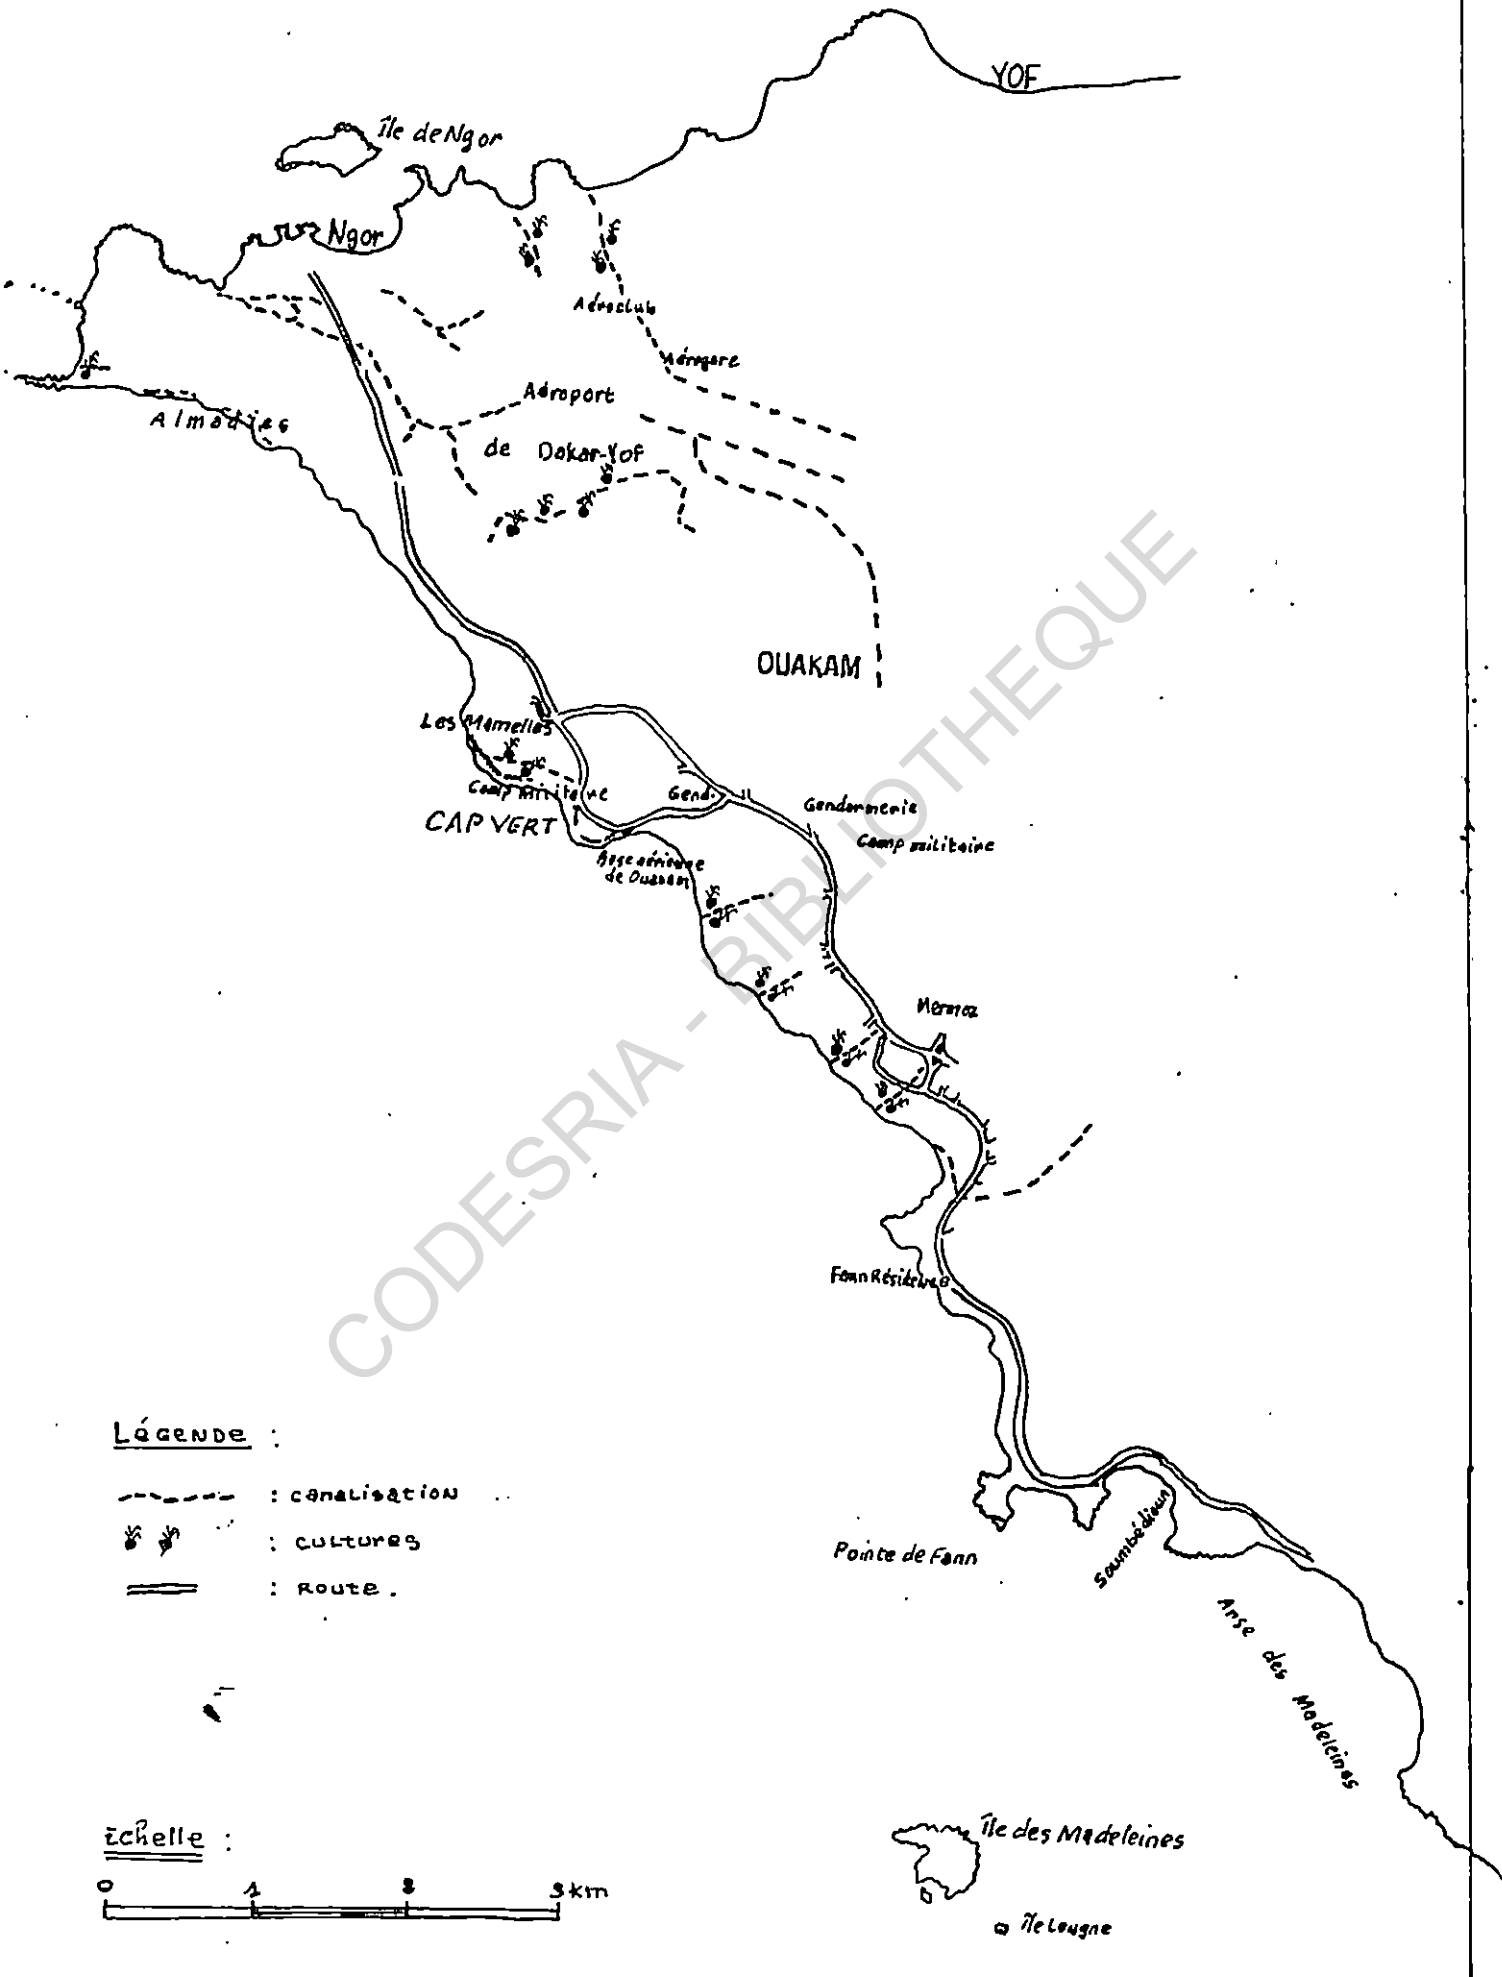 YOF
Île de Ngor
Ngor
Aéroclub
Aérogare
Aéroport
Almadies
de Dakar-Yof
OUAKAM
Les Mamelles
Camp militaire
Gend.
Gendarmerie
CAP VERT
Camp militaire
Base aérienne
de Ouakam
Mermoz
Fann Résidence
LÉGENDE :
: canalisation
: cultures
: Route.
Pointe de Fann
Soumbédioun
Anse des Madeleines
Île des Madeleines
Échelle :
0 1 2 3 km
Île Lougne
CODESRIA - BIBLIOTHEQUE